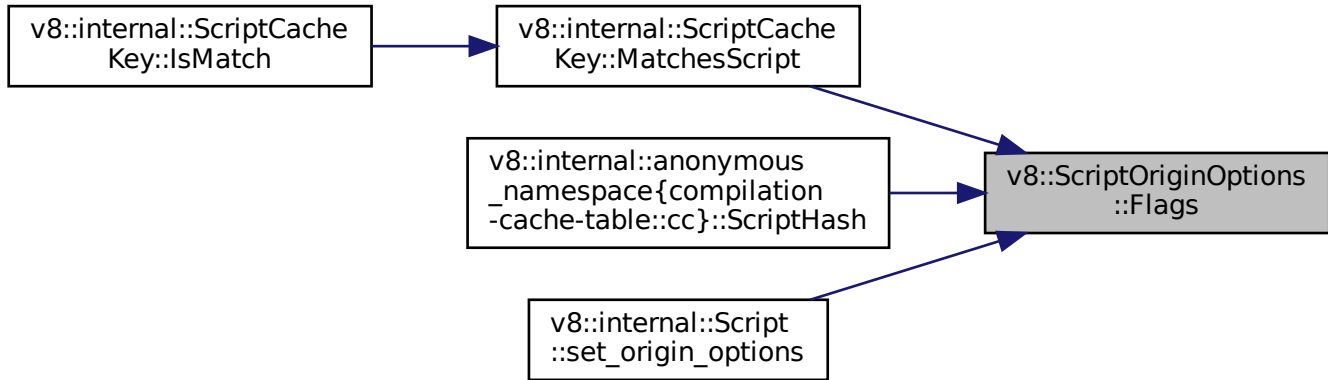 v8::internal::ScriptCache
Key::IsMatch
v8::internal::ScriptCache
Key::MatchesScript
v8::internal::anonymous
_namespace{compilation
-cache-table::cc}::ScriptHash
v8::internal::Script
::set_origin_options
v8::ScriptOriginOptions
::Flags